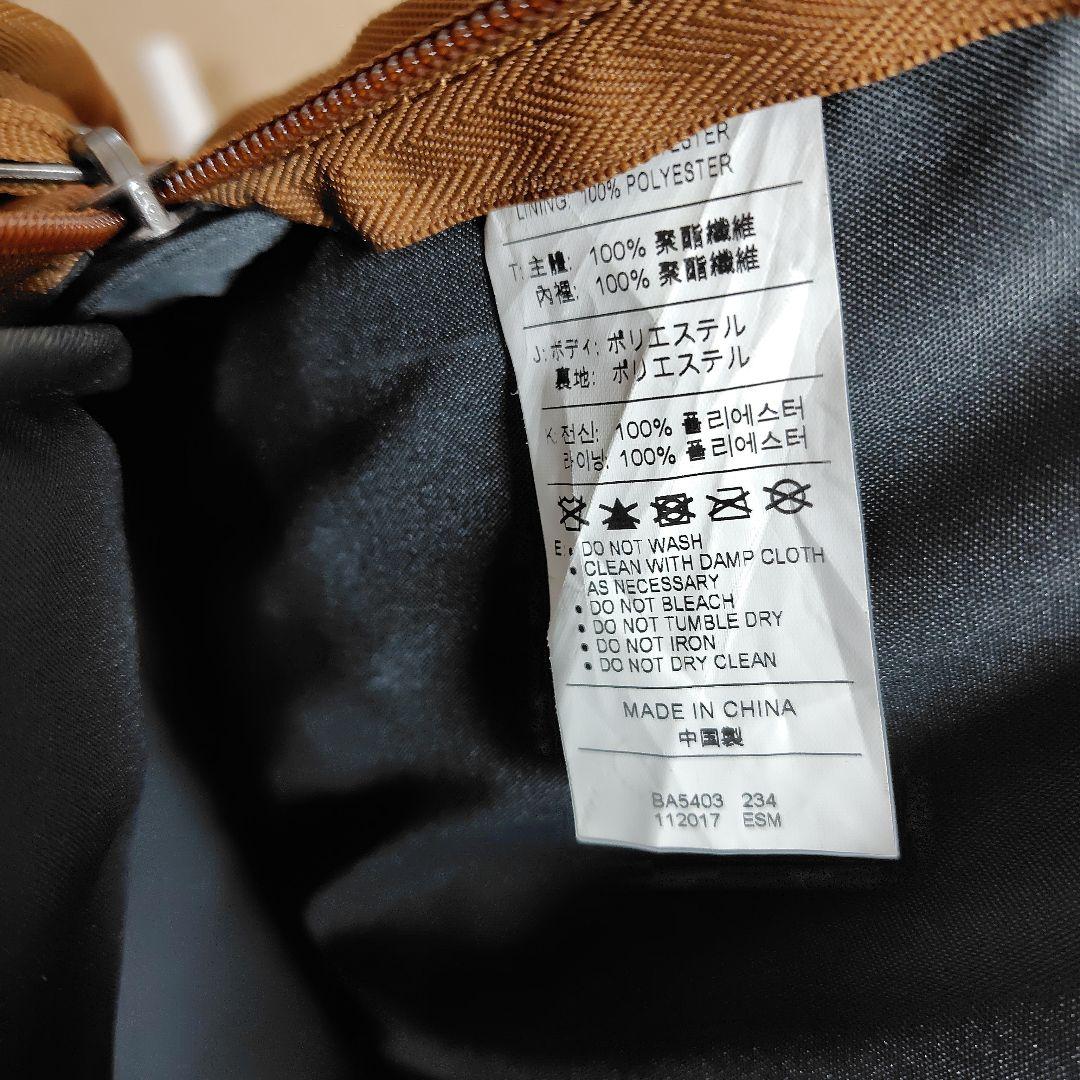 LINING: 100% POLYESTER
T: 主體: 100% 聚酯纖維
內裡: 100% 聚酯纖維
J: ボディ: ポリエステル
裏地: ポリエステル
K: 전신: 100% 폴리에스터
라이닝: 100% 폴리에스터
E: • DO NOT WASH
• CLEAN WITH DAMP CLOTH
AS NECESSARY
• DO NOT BLEACH
• DO NOT TUMBLE DRY
• DO NOT IRON
• DO NOT DRY CLEAN
MADE IN CHINA
中国製
BA5403 234
112017 ESM